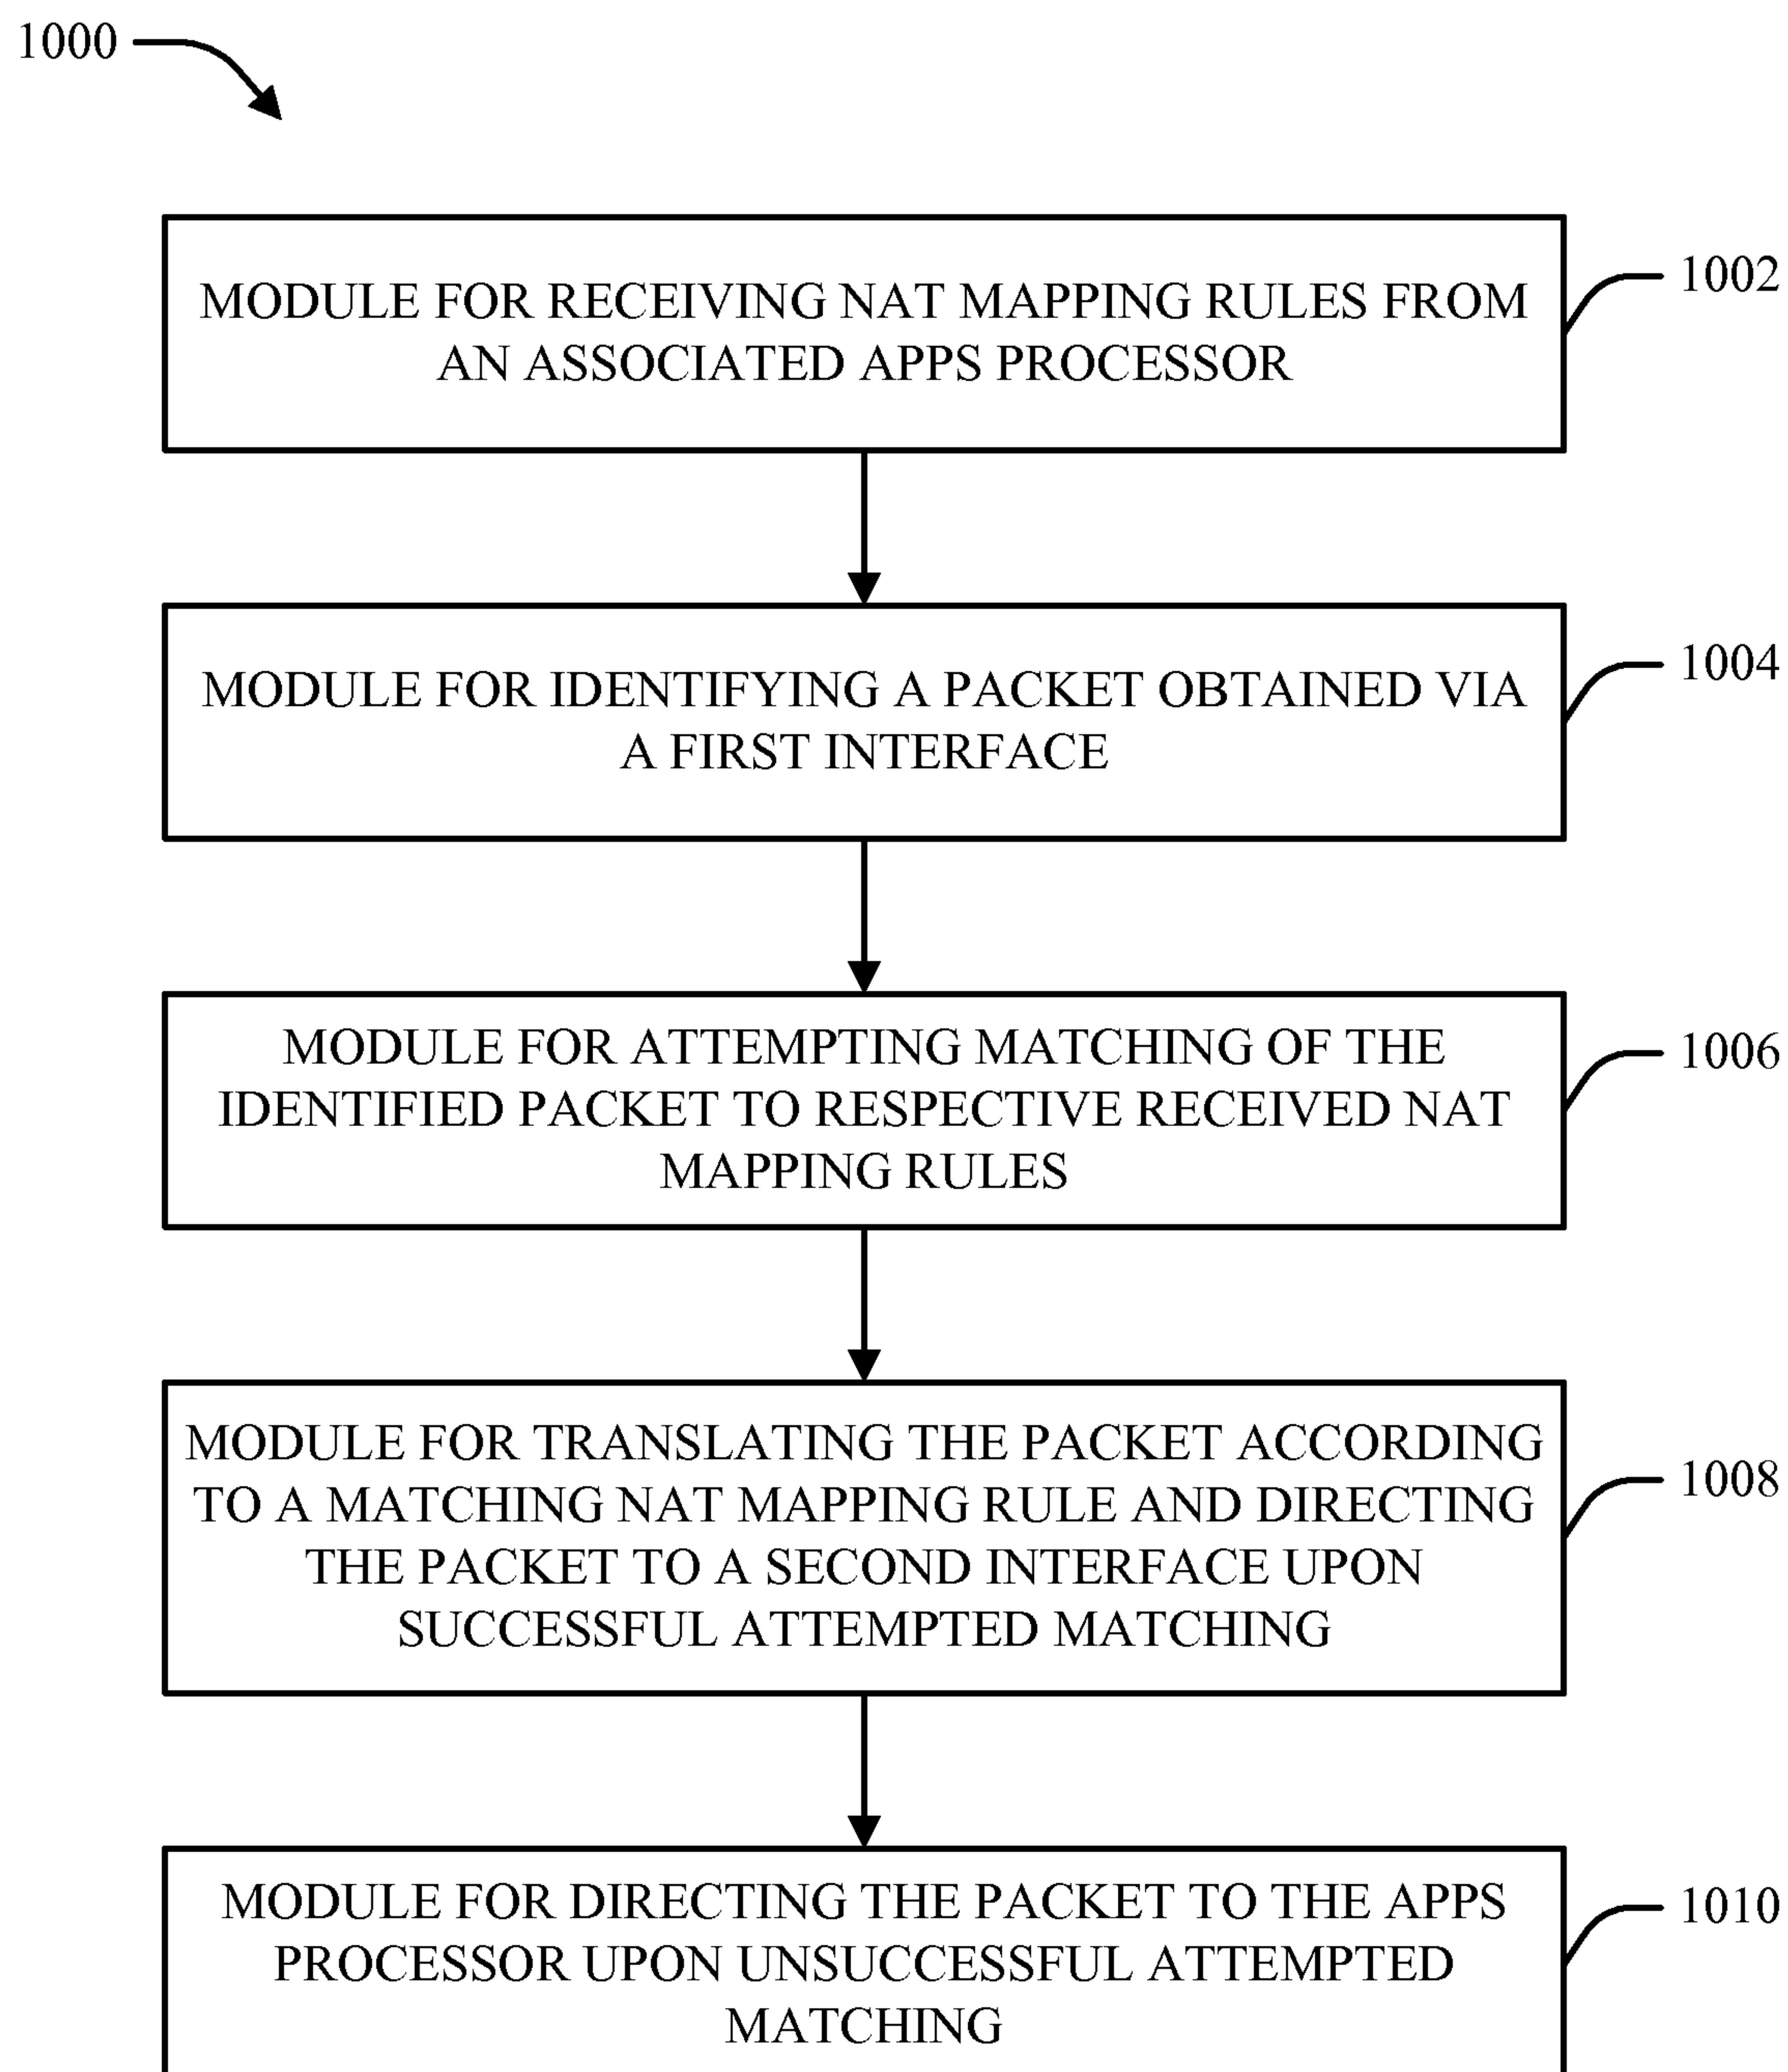 1000
MODULE FOR RECEIVING NAT MAPPING RULES FROM
AN ASSOCIATED APPS PROCESSOR
1002
MODULE FOR IDENTIFYING A PACKET OBTAINED VIA
A FIRST INTERFACE
1004
MODULE FOR ATTEMPTING MATCHING OF THE
IDENTIFIED PACKET TO RESPECTIVE RECEIVED NAT
MAPPING RULES
1006
MODULE FOR TRANSLATING THE PACKET ACCORDING
TO A MATCHING NAT MAPPING RULE AND DIRECTING
THE PACKET TO A SECOND INTERFACE UPON
SUCCESSFUL ATTEMPTED MATCHING
1008
MODULE FOR DIRECTING THE PACKET TO THE APPS
PROCESSOR UPON UNSUCCESSFUL ATTEMPTED
MATCHING
1010